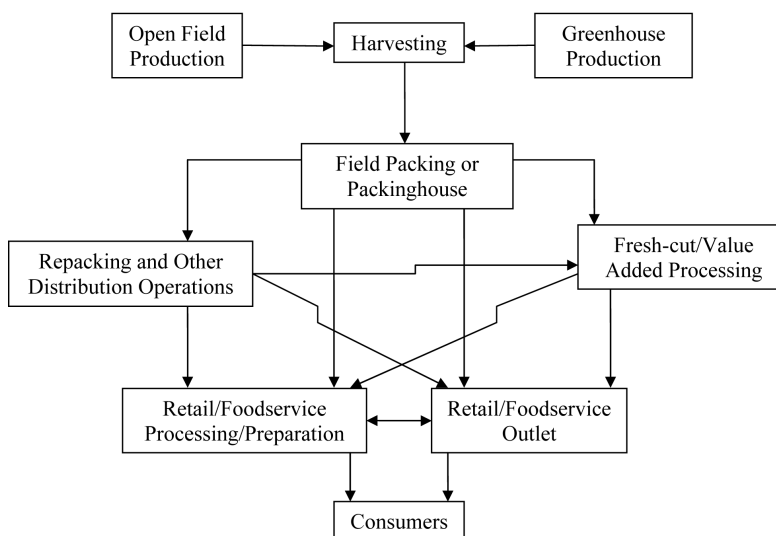 Open Field
Production
Harvesting
Greenhouse
Production
Field Packing or
Packinghouse
Repacking and Other
Distribution Operations
Fresh-cut/Value
Added Processing
Retail/Foodservice
Processing/Preparation
Retail/Foodservice
Outlet
Consumers